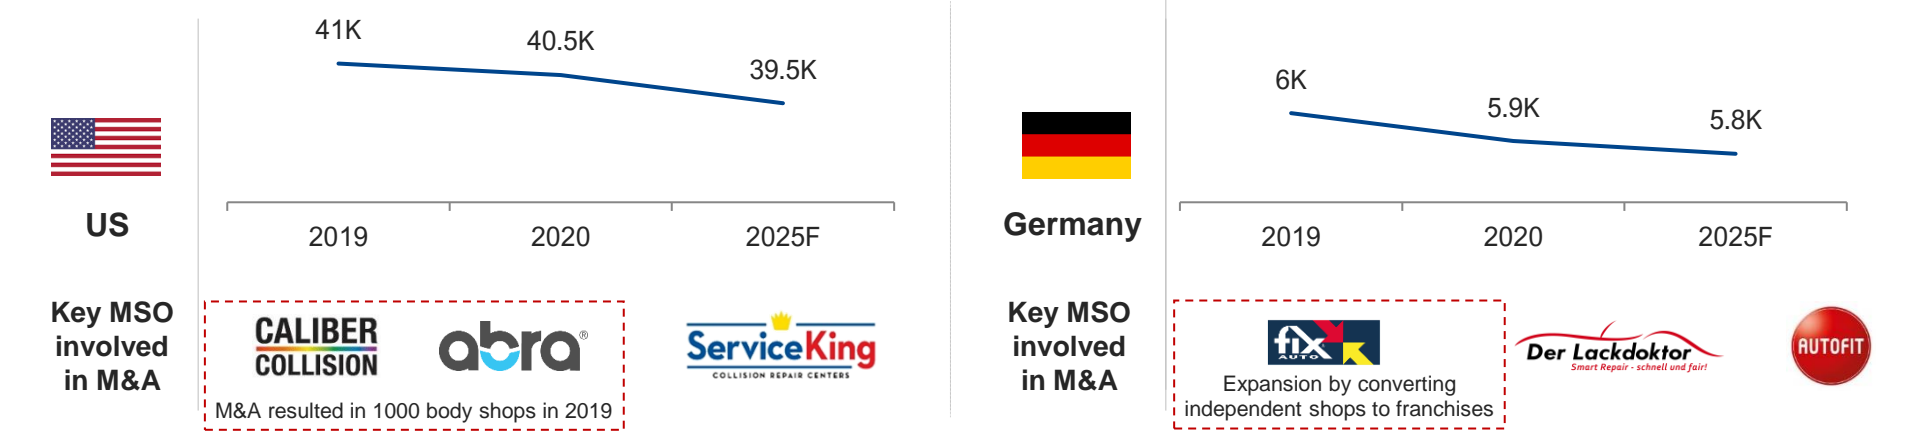 41K
40.5K
39.5K
US
2019
2020
2025F
Key MSO
involved
in M&A
CALIBER
COLLISION
abra®
ServiceKing
COLLISION REPAIR CENTERS
M&A resulted in 1000 body shops in 2019
6K
5.9K
5.8K
Germany
2019
2020
2025F
Key MSO
involved
in M&A
fix
AUTO
Expansion by converting
independent shops to franchises
Der Lackdoktor
Smart Repair - schnell und fair!
AUTOFIT